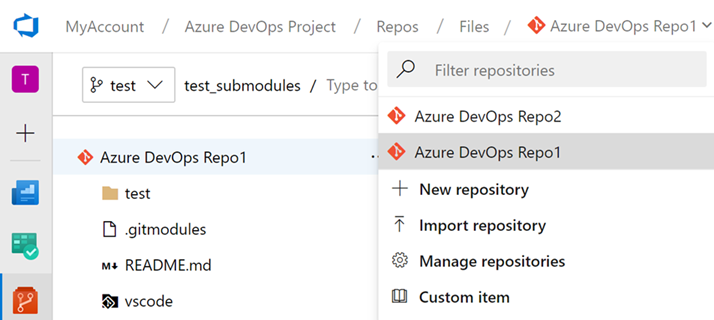 MyAccount / Azure DevOps Project / Repos / Files / Azure DevOps Repo1
T
test test_submodules / Type to
Filter repositories
Azure DevOps Repo2
Azure DevOps Repo1
Azure DevOps Repo1 ..
New repository
test
Import repository
.gitmodules
Manage repositories
M↓ README.md
Custom item
vscode